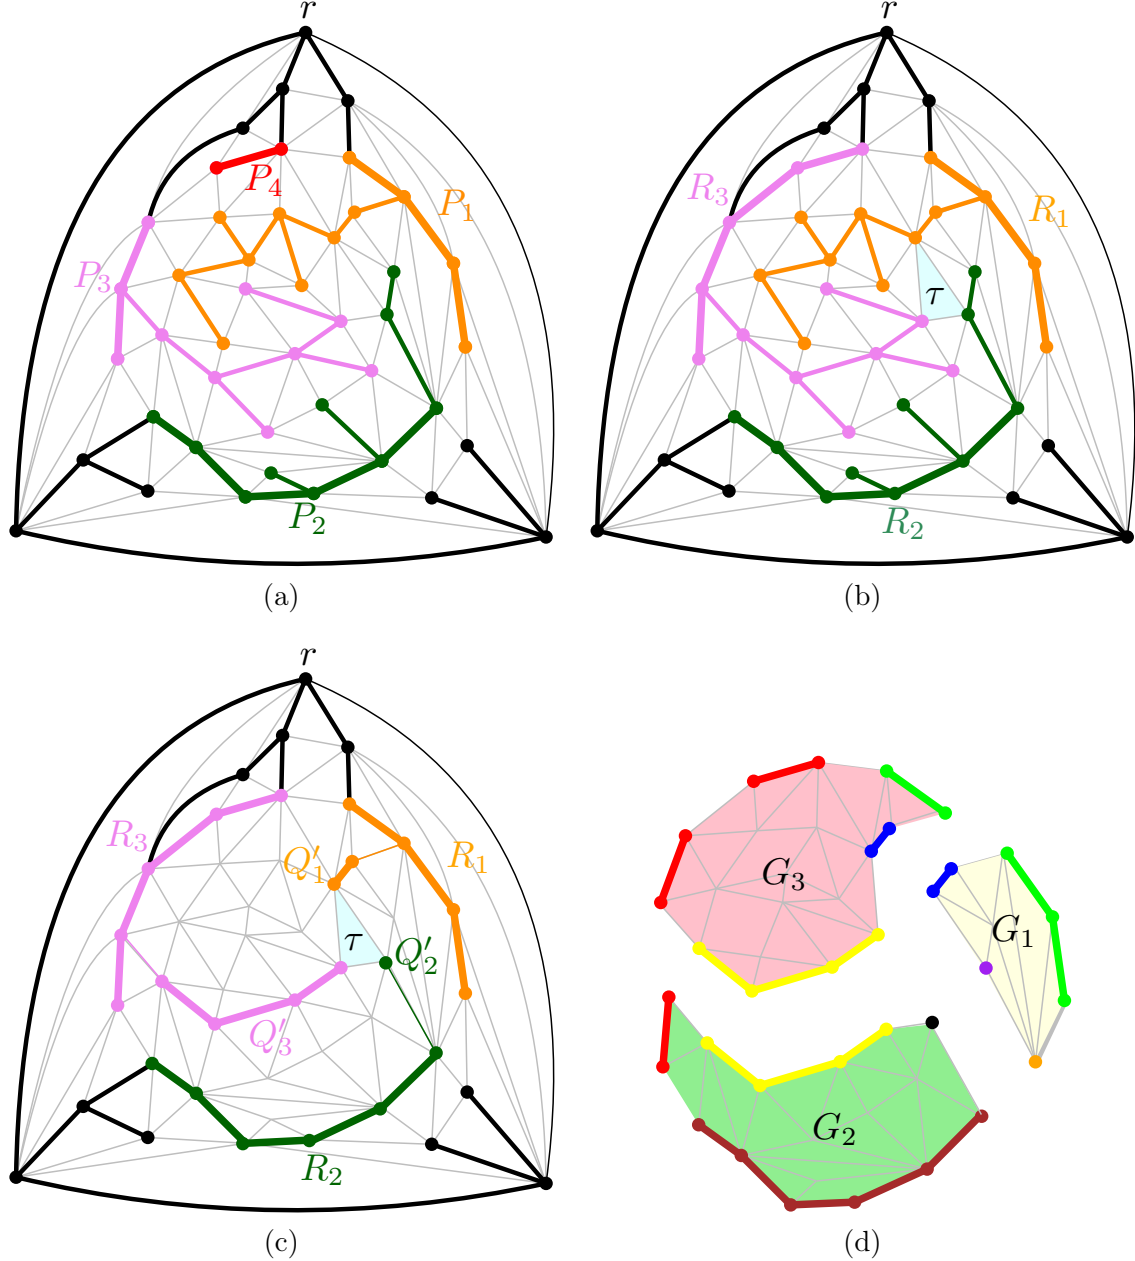 r
r
P₄
P₁
R₃
R₁
P₃
τ
P₂
R₂
(a)
(b)
r
R₃
Q′₁
R₁
G₃
τ
Q′₂
G₁
Q′₃
G₂
R₂
(c)
(d)